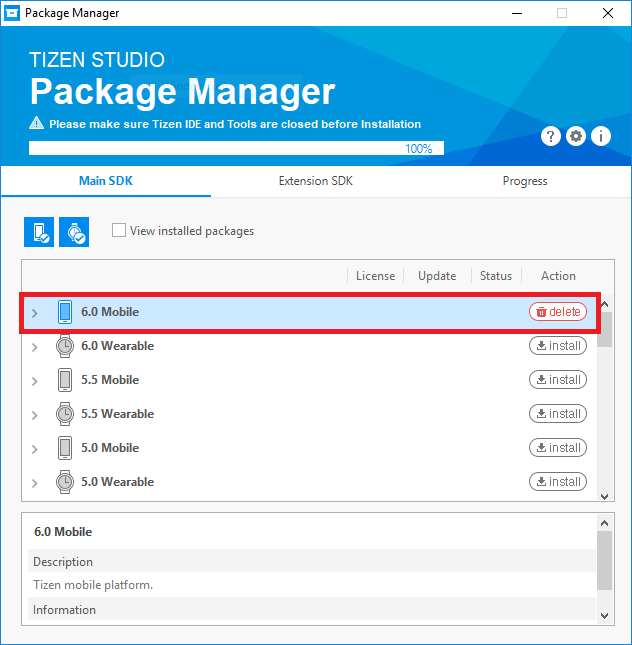 Package Manager
TIZEN STUDIO
Package Manager
Please make sure Tizen IDE and Tools are closed before Installation
100%
Main SDK Extension SDK Progress
View installed packages
License Update Status Action
6.0 Mobile delete
6.0 Wearable install
5.5 Mobile install
5.5 Wearable install
5.0 Mobile install
5.0 Wearable install
6.0 Mobile
Description
Tizen mobile platform.
Information